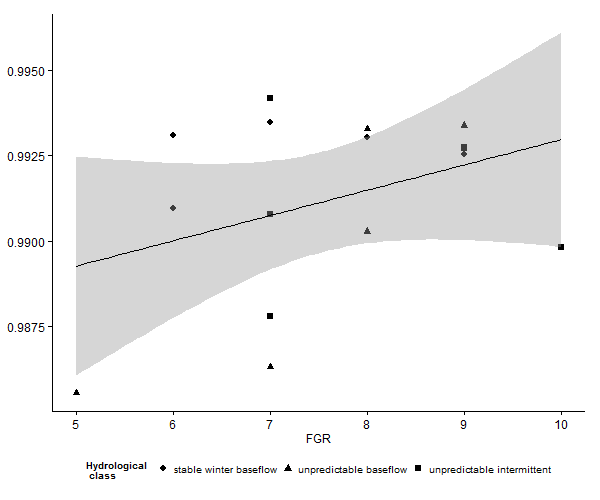 0.9950
0.9925
0.9900
0.9875
5 6 7 8 9 10
FGR
Hydrological
class
stable winter baseflow unpredictable baseflow unpredictable intermittent